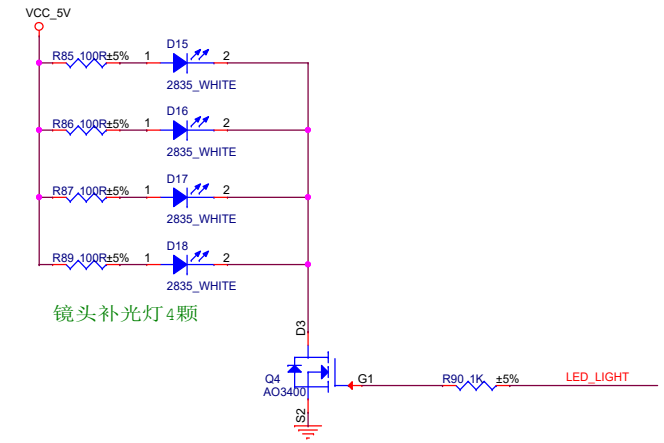 VCC_5V
D15
R85 100R±5% 1 2
2835_WHITE
D16
R86 100R±5% 1 2
2835_WHITE
D17
R87 100R±5% 1 2
2835_WHITE
D18
R89 100R±5% 1 2
2835_WHITE
镜头补光灯4颗
D3
Q4
AO3400
G1
R90 1K ±5%
LED_LIGHT
S2